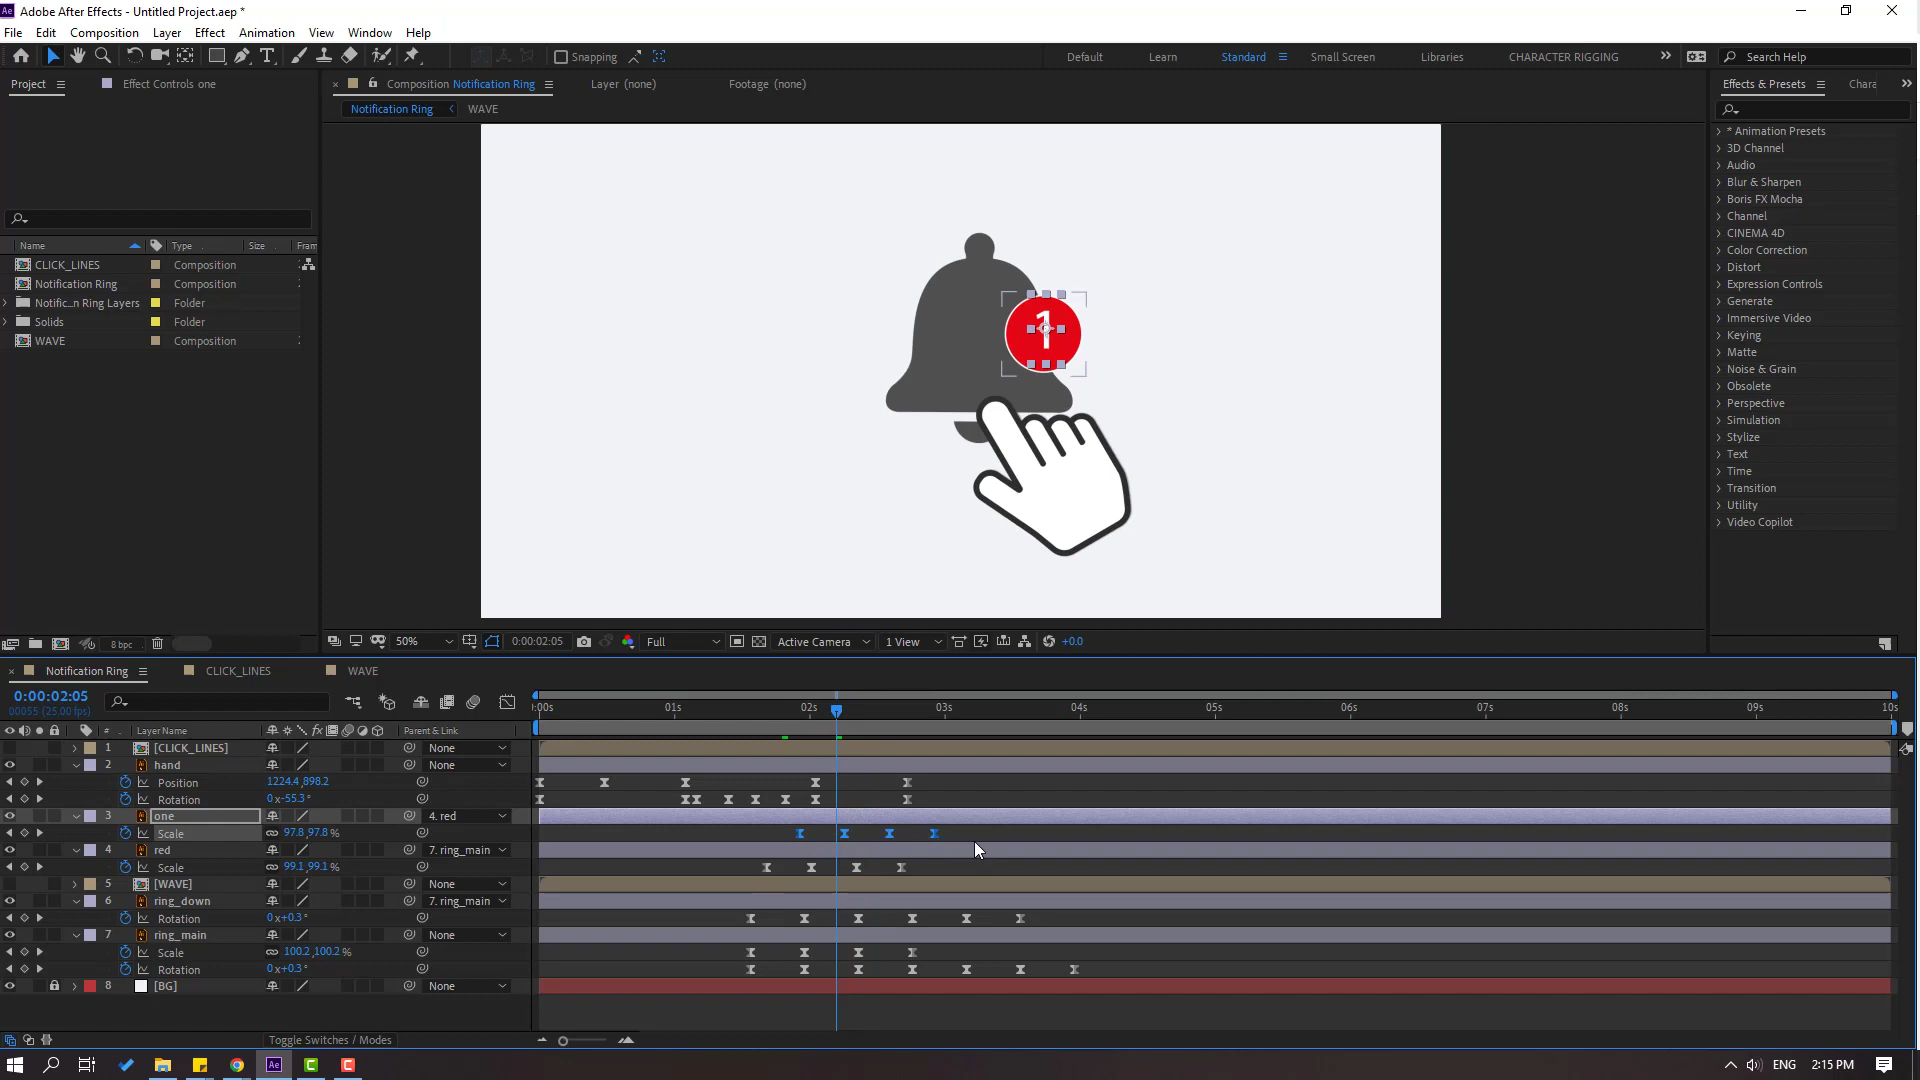 Adobe After Effects - Untitled Project.aep *
File Edit Composition Layer Effect Animation View Window Help
Snapping
Default Learn Standard Small Screen Libraries CHARACTER RIGGING Search Help
Project Effect Controls one
Composition Notification Ring Layer (none) Footage (none)
Effects & Presets Chara
Notification Ring WAVE
* Animation Presets
3D Channel
Audio
Blur & Sharpen
Boris FX Mocha
Channel
CINEMA 4D
Color Correction
Distort
Expression Controls
Generate
Immersive Video
Keying
Matte
Noise & Grain
Obsolete
Perspective
Simulation
Stylize
Text
Time
Transition
Utility
Video Copilot
Name Type Size Fram
CLICK_LINES Composition
Notification Ring Composition
Notific...n Ring Layers Folder
Solids Folder
WAVE Composition
1
8 bpc
50% 0:00:02:05 Full Active Camera 1 View +0.0
Notification Ring CLICK_LINES WAVE
0:00:02:05
00055 (25.00 fps)
:00s 01s 02s 03s 04s 05s 06s 07s 08s 09s 10s
# Layer Name Parent & Link
1 [CLICK_LINES] None
2 hand None
Position 1224.4,898.2
Rotation 0x-55.3°
3 one 4. red
Scale 97.8,97.8 %
4 red 7. ring_main
Scale 99.1,99.1 %
5 [WAVE] None
6 ring_down 7. ring_main
Rotation 0x+0.3°
7 ring_main None
Scale 100.2,100.2 %
Rotation 0x+0.3°
8 [BG] None
Toggle Switches / Modes
ENG 2:15 PM